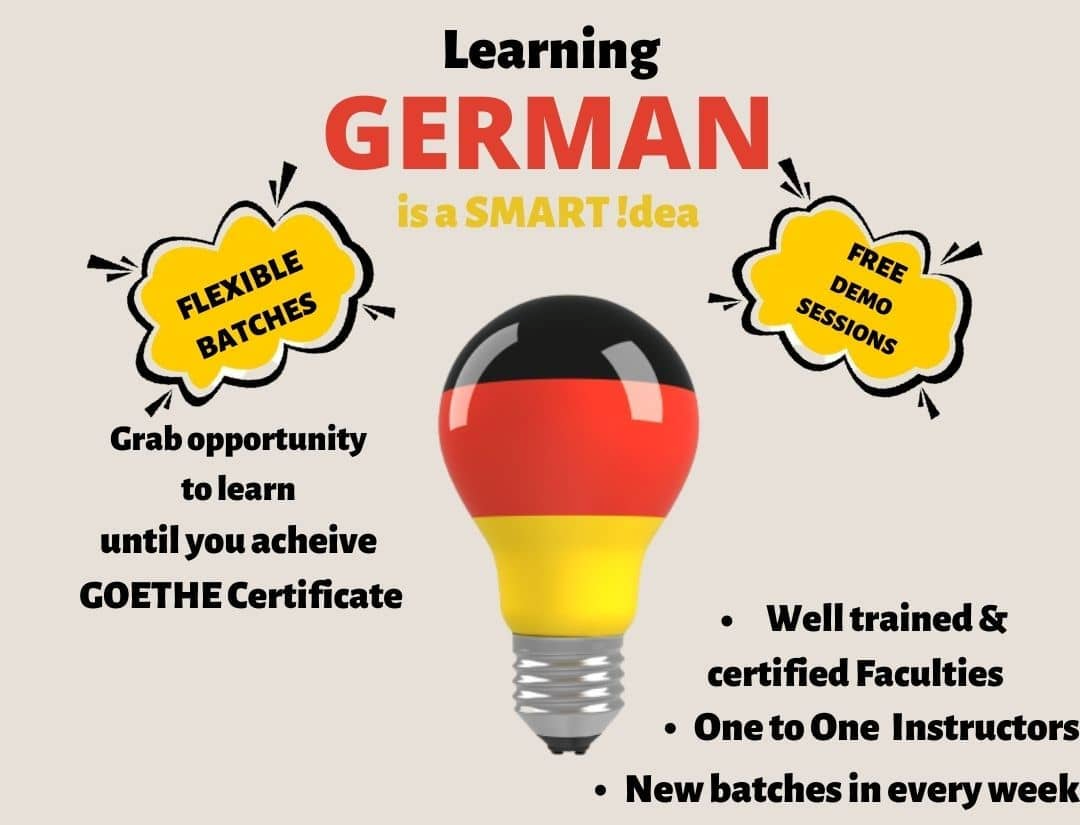 Learning
GERMAN
is a SMART !dea
FLEXIBLE
BATCHES
FREE
DEMO
SESSIONS
Grab opportunity
to learn
until you acheive
GOETHE Certificate
• Well trained &
certified Faculties
• One to One Instructors
• New batches in every week